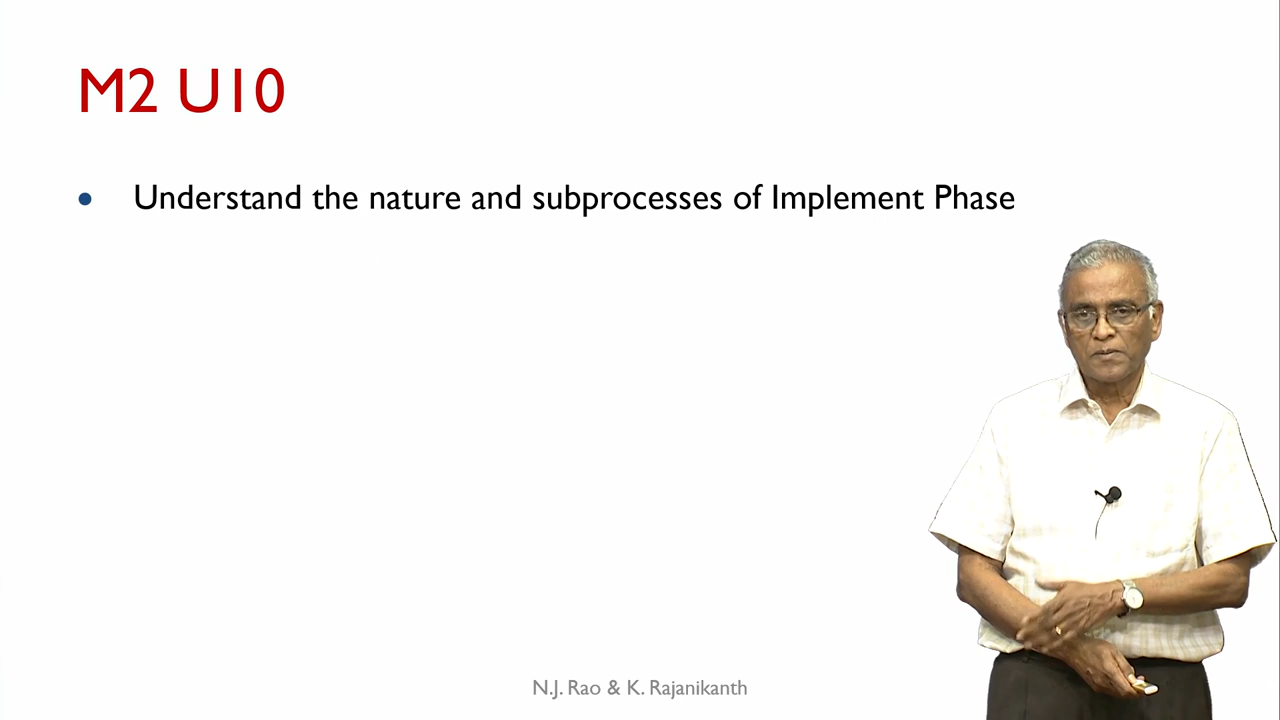 M2 U10
• Understand the nature and subprocesses of Implement Phase
N.J. Rao & K. Rajanikanth